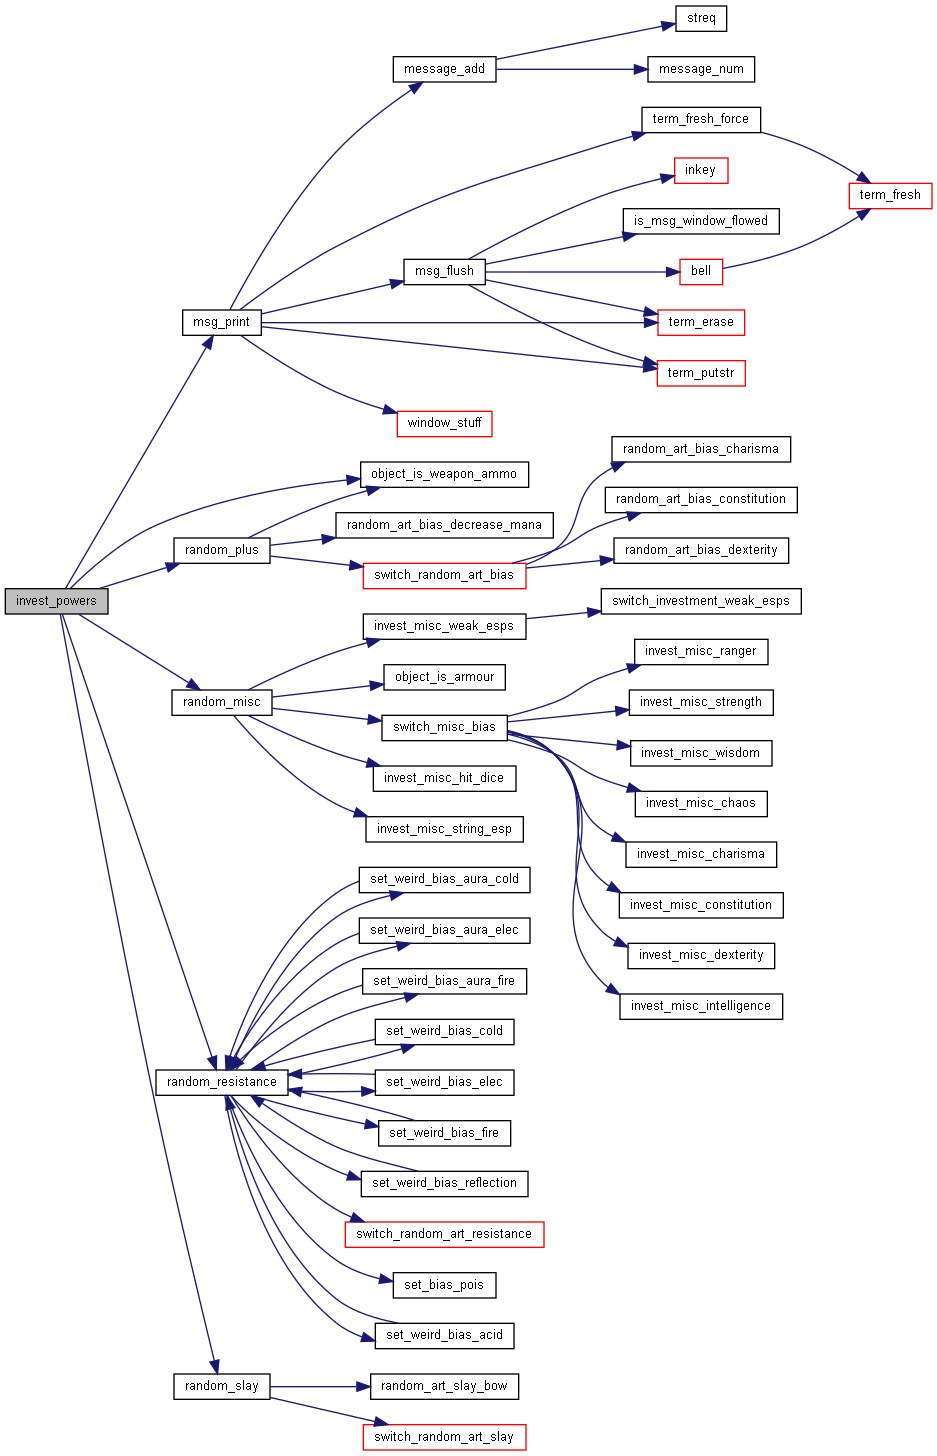 streq
message_add
message_num
term_fresh_force
inkey
term_fresh
is_msg_window_flowed
msg_flush
bell
msg_print
term_erase
term_putstr
window_stuff
random_art_bias_charisma
object_is_weapon_ammo
random_art_bias_constitution
random_art_bias_decrease_mana
random_plus
random_art_bias_dexterity
switch_random_art_bias
invest_powers
switch_investment_weak_esps
invest_misc_weak_esps
invest_misc_ranger
object_is_armour
random_misc
invest_misc_strength
switch_misc_bias
invest_misc_wisdom
invest_misc_hit_dice
invest_misc_chaos
invest_misc_string_esp
invest_misc_charisma
set_weird_bias_aura_cold
invest_misc_constitution
set_weird_bias_aura_elec
invest_misc_dexterity
set_weird_bias_aura_fire
invest_misc_intelligence
set_weird_bias_cold
random_resistance
set_weird_bias_elec
set_weird_bias_fire
set_weird_bias_reflection
switch_random_art_resistance
set_bias_pois
set_weird_bias_acid
random_slay
random_art_slay_bow
switch_random_art_slay